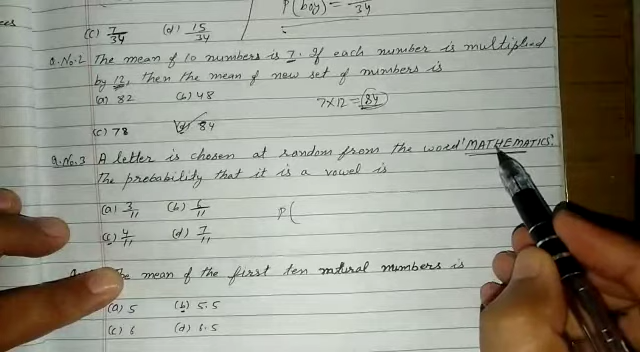 P(boy) = 
34
(c) 7/34 (d) 15/34
Q.No.2 The mean of 10 numbers is 7. If each number is multiplied
by 12, then the mean of new set of numbers is
(a) 82 (b) 48
7×12 = 84
(c) 78 (d) 84
Q.No.3 A letter is chosen at random from the word 'MATHEMATICS'.
The probability that it is a vowel is
(a) 3/11 (b) 6/11
P(
(c) 4/11 (d) 7/11
mean of the first ten natural numbers is
(a) 5 (b) 5.5
(c) 6 (d) 6.5